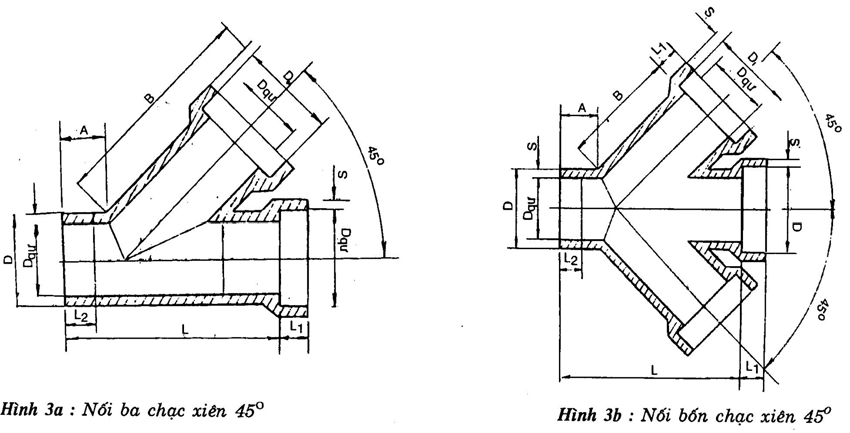 B
A
D
Dqư
45°
S
D
Dqư
Dqư
L2
L
L1
Hình 3a : Nối ba chạc xiên 45°
S
L1
D1
Dqư
B
A
45°
S
S
D
Dqư
D
L2
45°
L
L1
Hình 3b : Nối bốn chạc xiên 45°